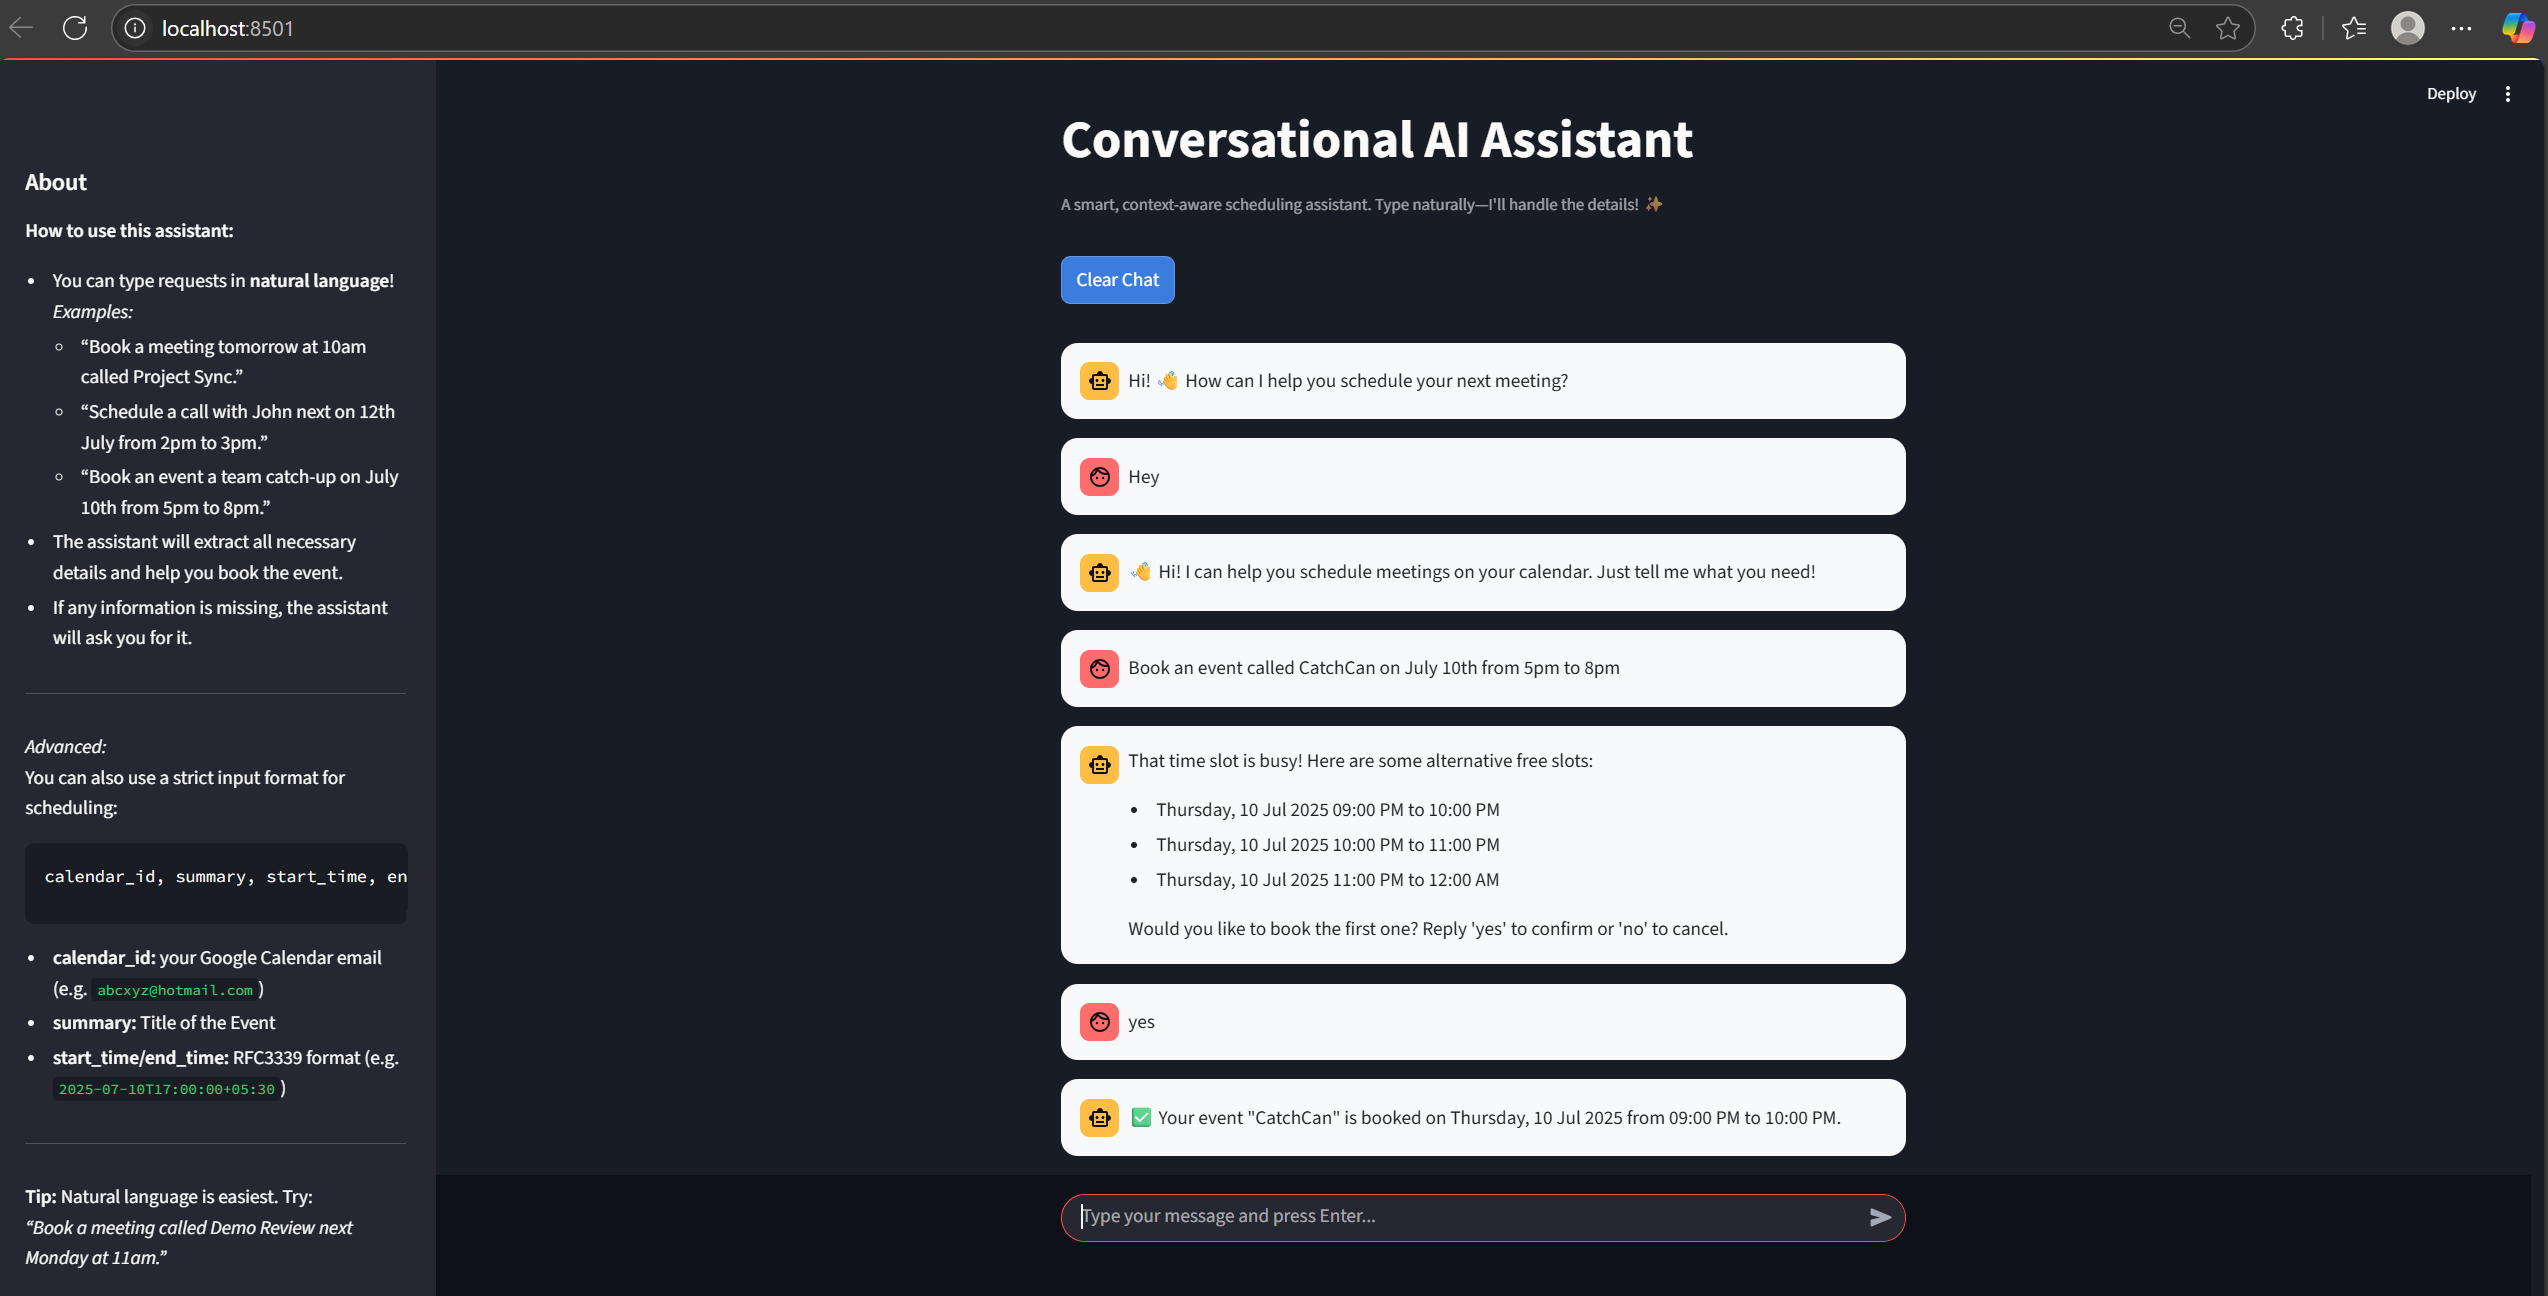 localhost:8501
Deploy
About
How to use this assistant:
• You can type requests in natural language!
Examples:
◦ “Book a meeting tomorrow at 10am
called Project Sync.”
◦ “Schedule a call with John next on 12th
July from 2pm to 3pm.”
◦ “Book an event a team catch-up on July
10th from 5pm to 8pm.”
• The assistant will extract all necessary
details and help you book the event.
• If any information is missing, the assistant
will ask you for it.
Advanced:
You can also use a strict input format for
scheduling:
calendar_id, summary, start_time, en
• calendar_id: your Google Calendar email
(e.g. abcxyz@hotmail.com )
• summary: Title of the Event
• start_time/end_time: RFC3339 format (e.g.
2025-07-10T17:00:00+05:30 )
Tip: Natural language is easiest. Try:
“Book a meeting called Demo Review next
Monday at 11am.”
Conversational AI Assistant
A smart, context-aware scheduling assistant. Type naturally—I'll handle the details! ✨
Clear Chat
Hi! 👋 How can I help you schedule your next meeting?
Hey
👋 Hi! I can help you schedule meetings on your calendar. Just tell me what you need!
Book an event called CatchCan on July 10th from 5pm to 8pm
That time slot is busy! Here are some alternative free slots:
• Thursday, 10 Jul 2025 09:00 PM to 10:00 PM
• Thursday, 10 Jul 2025 10:00 PM to 11:00 PM
• Thursday, 10 Jul 2025 11:00 PM to 12:00 AM
Would you like to book the first one? Reply 'yes' to confirm or 'no' to cancel.
yes
✅ Your event "CatchCan" is booked on Thursday, 10 Jul 2025 from 09:00 PM to 10:00 PM.
Type your message and press Enter...